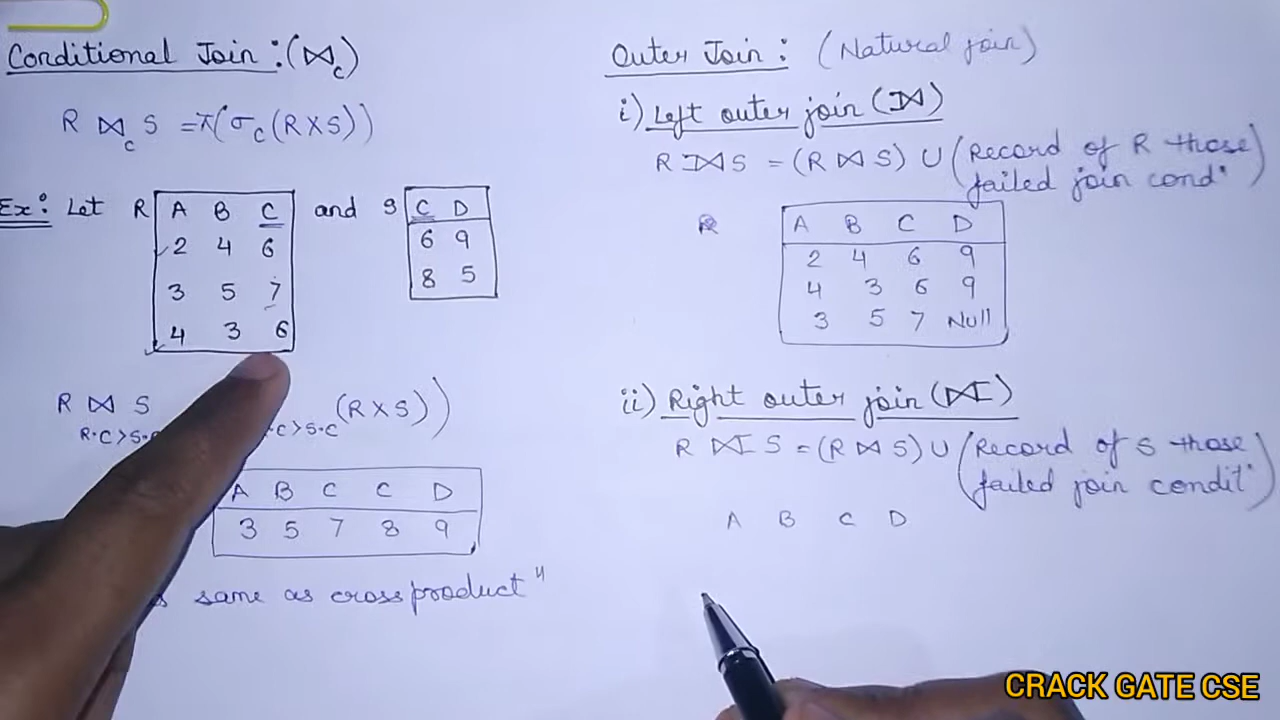 Conditional Join : (⋈c)
R ⋈c S = π(σc(R×S))
Ex: Let R
A B C
2 4 6
3 5 7
4 3 6
and S
C D
6 9
8 5
R ⋈ S
R.C>S.C
.C>S.C (R×S))
A B C C D
3 5 7 8 9
same as cross product"
Outer Join : (Natural join)
i) Left outer join (⟕)
R ⟕ S = (R ⋈ S) ∪ (Record of R those
failed join cond.)
R
A B C D
2 4 6 9
4 3 6 9
3 5 7 Null
ii) Right outer join (⟖)
R ⟖ S = (R ⋈ S) ∪ (Record of S those
failed join condit.)
A B C D
CRACK GATE CSE